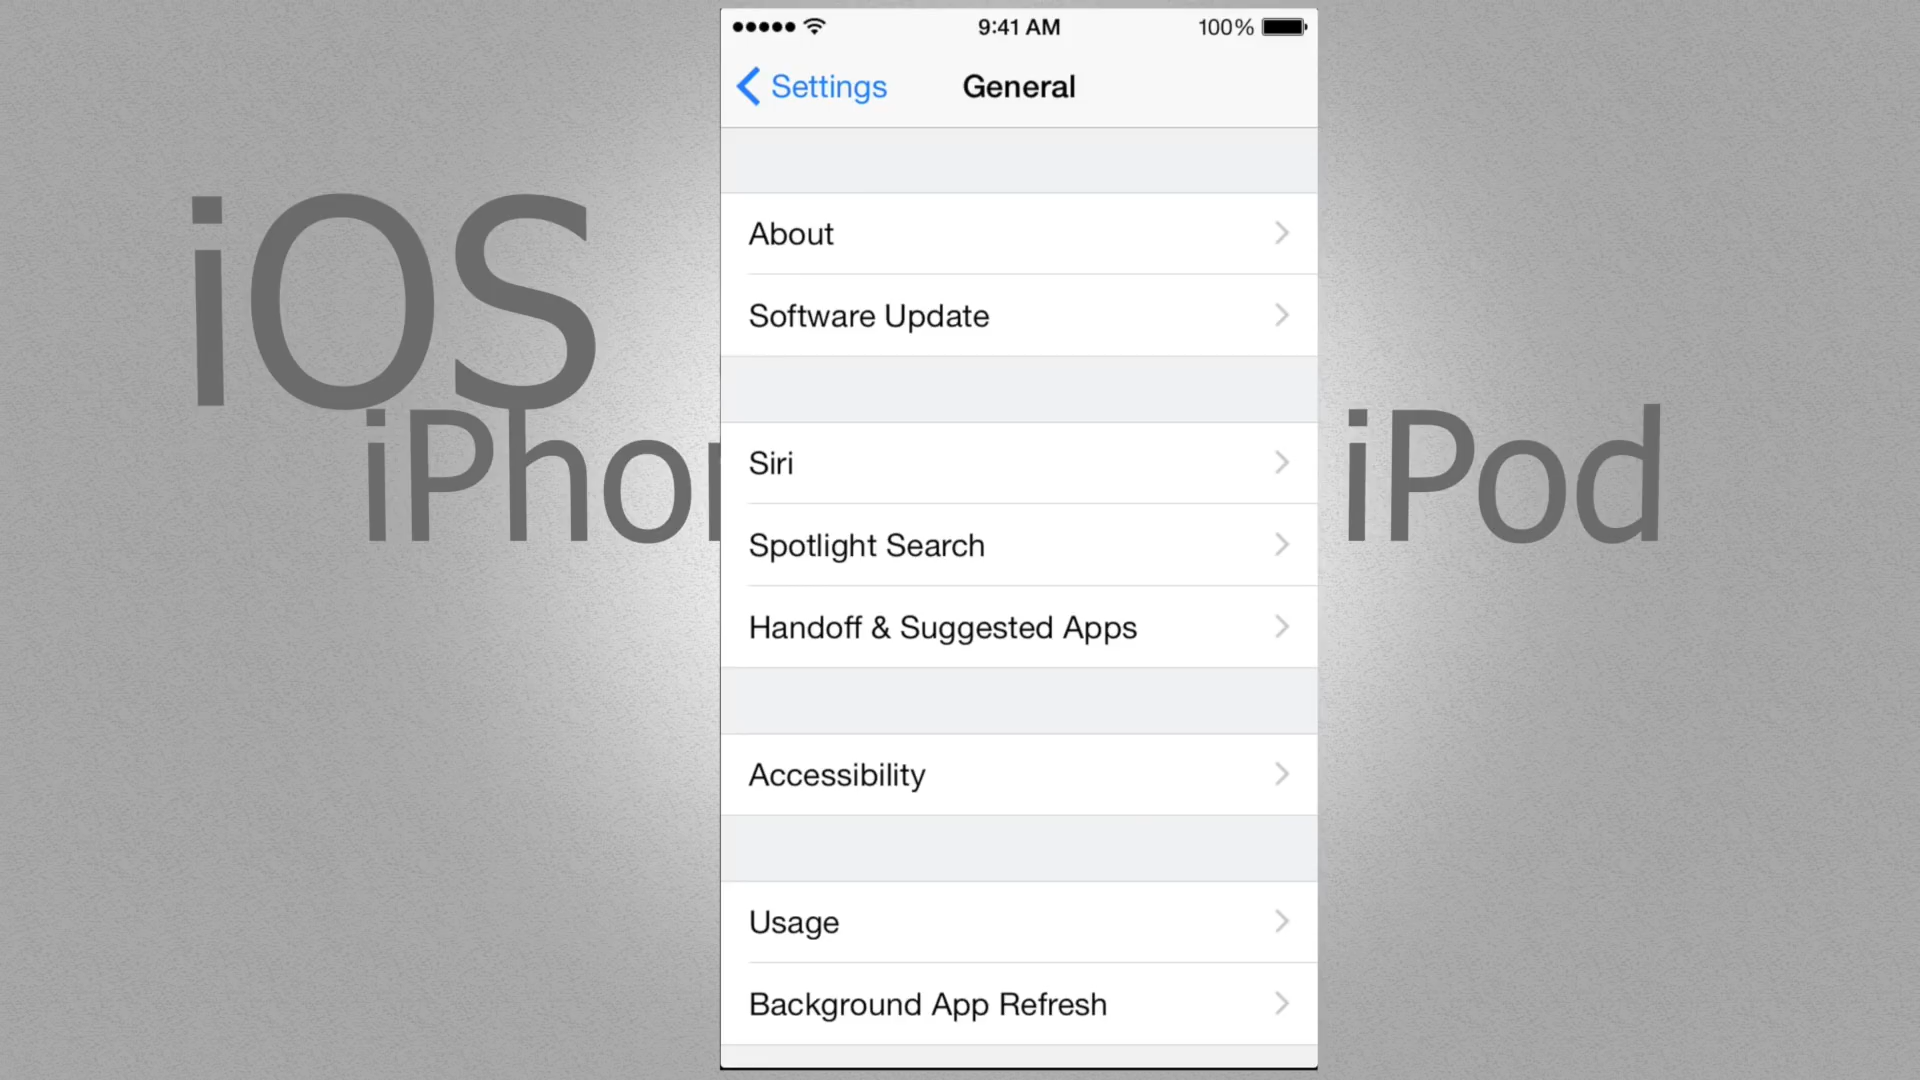 9:41 AM 100%
Settings General
About
Software Update
iOS
iPhon
iPod
Siri
Spotlight Search
Handoff & Suggested Apps
Accessibility
Usage
Background App Refresh